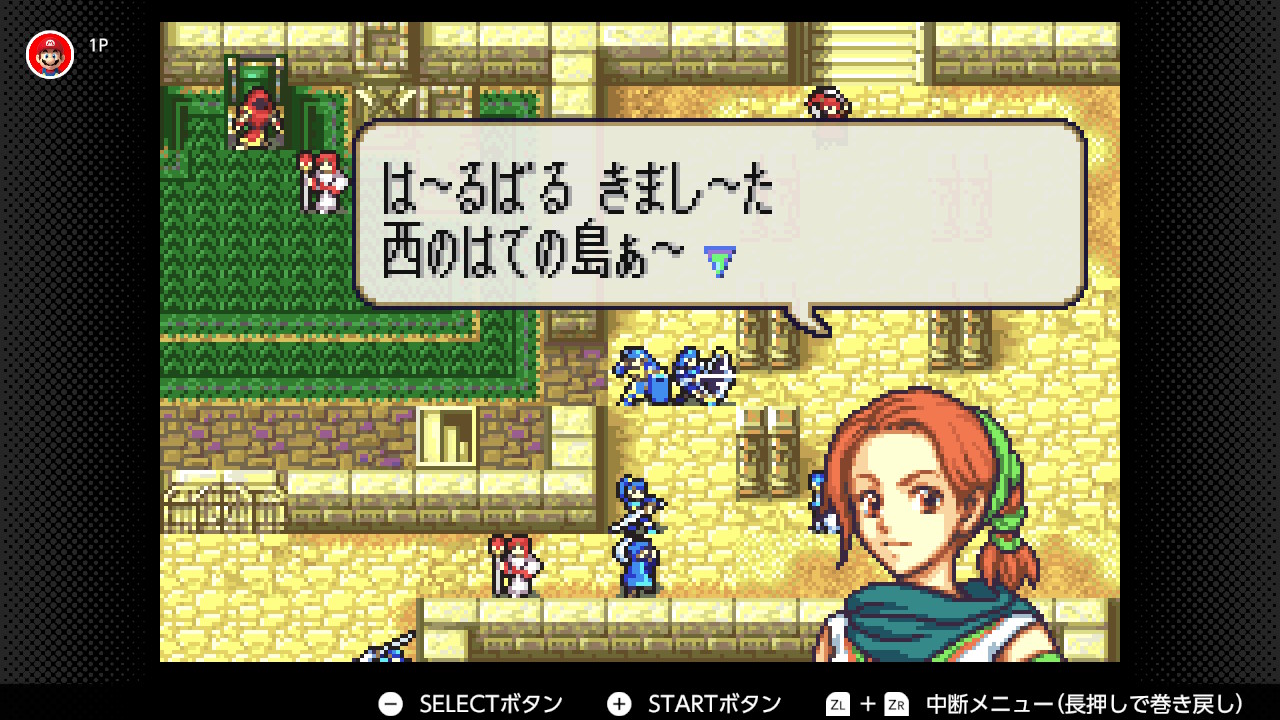 1P
は～るばる きまし～た
西のはての島ぁ～
SELECTボタン
STARTボタン
ZL + ZR 中断メニュー(長押しで巻き戻し)